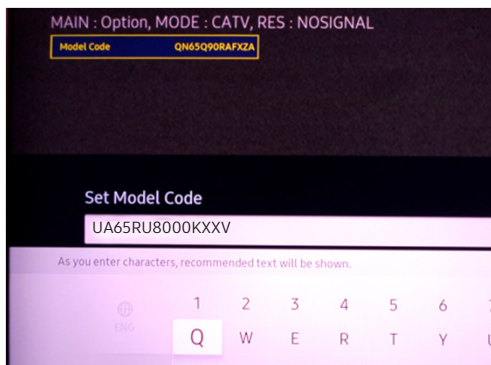 MAIN : Option, MODE : CATV, RES : NOSIGNAL
Model Code QN65Q90RAFXZA
Set Model Code
UA65RU8000KXXV
As you enter characters, recommended text will be shown.
1 2 3 4 5 6
ENG
Q W E R T Y